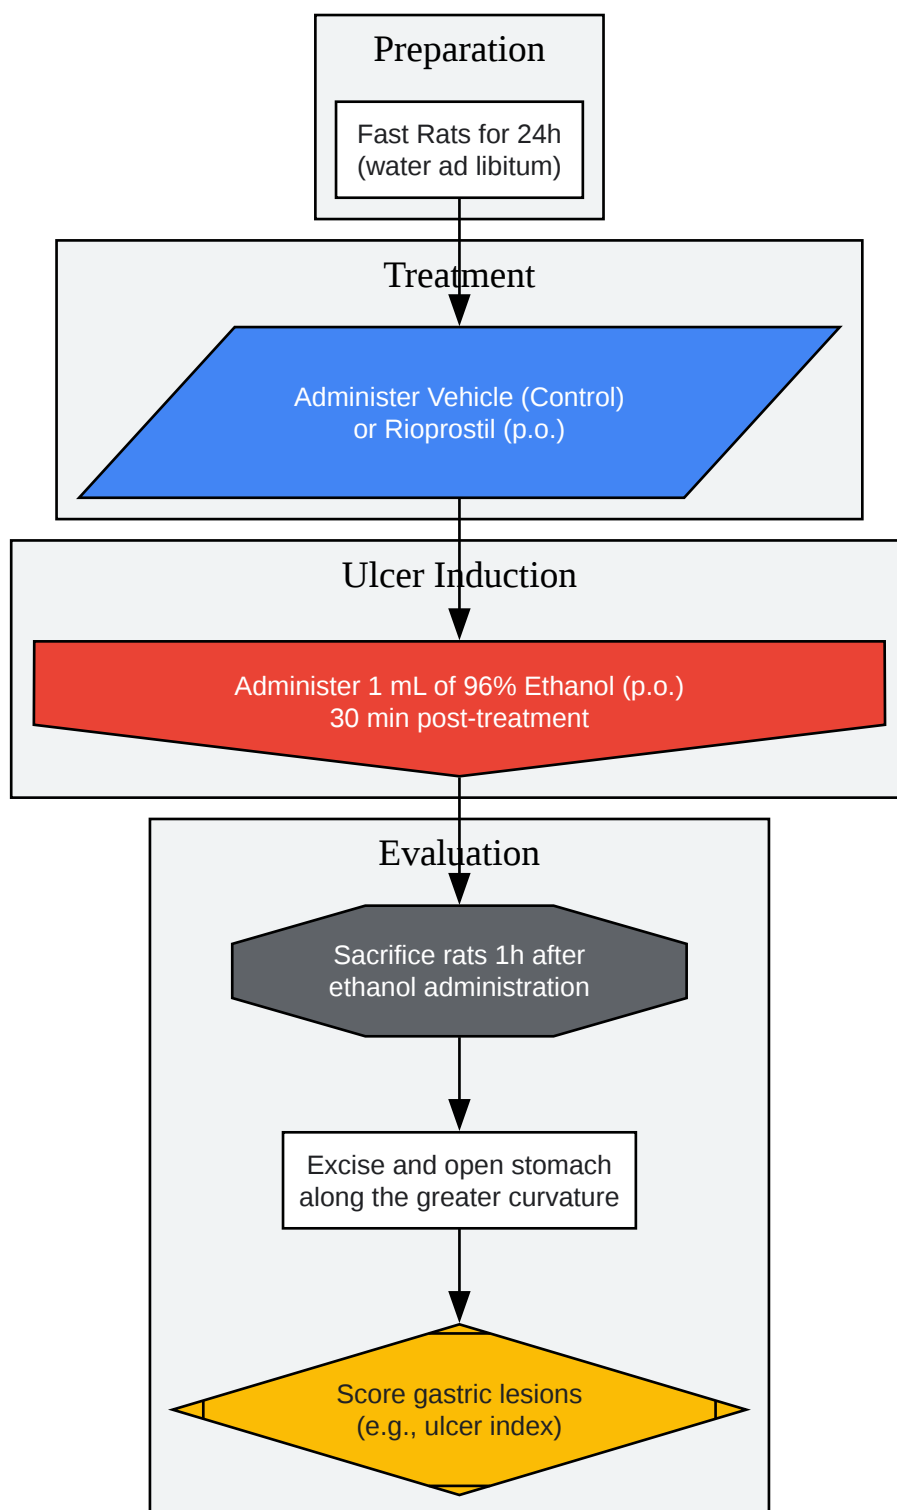 Preparation
Fast Rats for 24h
(water ad libitum)
Treatment
Administer Vehicle (Control)
or Rioprostil (p.o.)
Ulcer Induction
Administer 1 mL of 96% Ethanol (p.o.)
30 min post-treatment
Evaluation
Sacrifice rats 1h after
ethanol administration
Excise and open stomach
along the greater curvature
Score gastric lesions
(e.g., ulcer index)